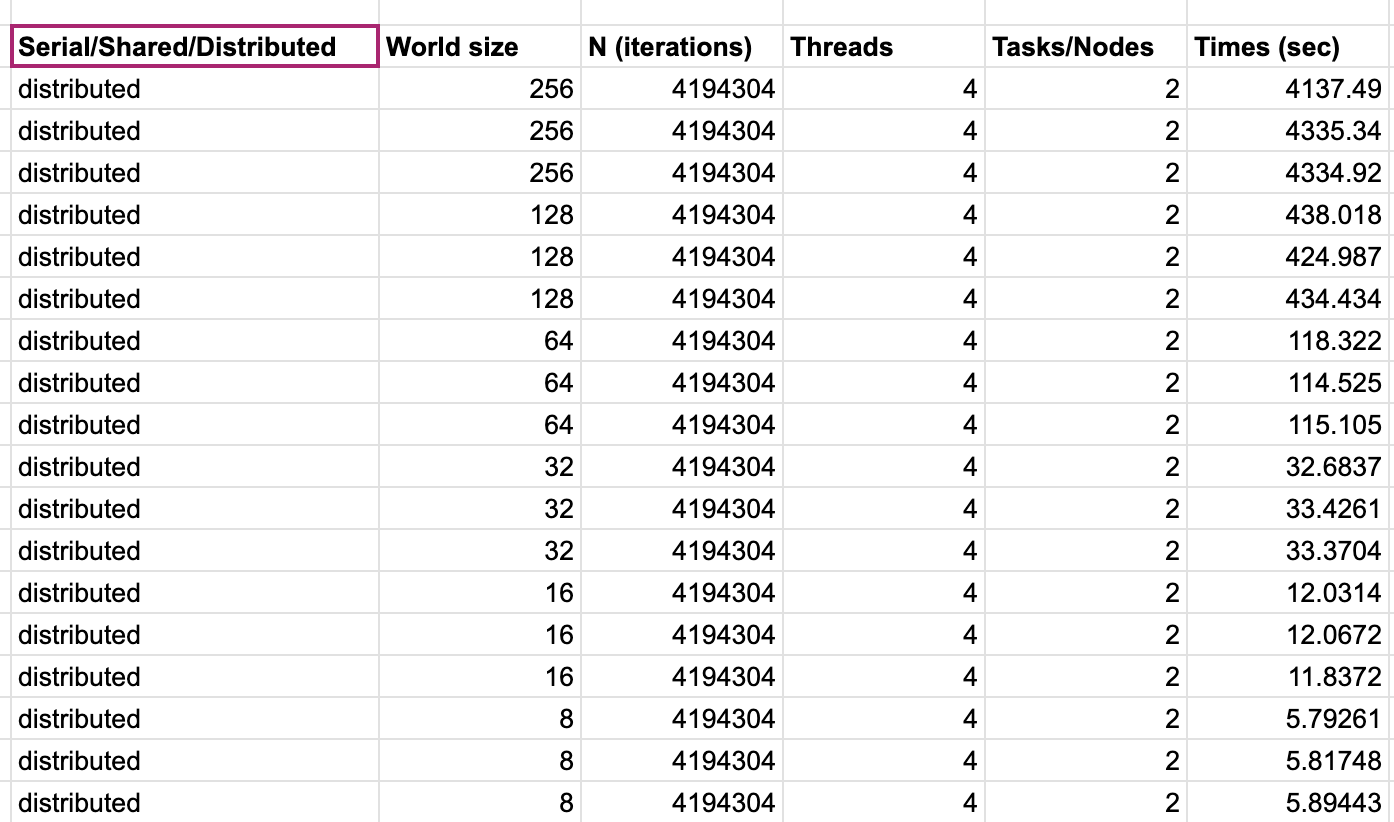 Serial/Shared/Distributed World size N (iterations) Threads Tasks/Nodes Times (sec)
distributed 256 4194304 4 2 4137.49
distributed 256 4194304 4 2 4335.34
distributed 256 4194304 4 2 4334.92
distributed 128 4194304 4 2 438.018
distributed 128 4194304 4 2 424.987
distributed 128 4194304 4 2 434.434
distributed 64 4194304 4 2 118.322
distributed 64 4194304 4 2 114.525
distributed 64 4194304 4 2 115.105
distributed 32 4194304 4 2 32.6837
distributed 32 4194304 4 2 33.4261
distributed 32 4194304 4 2 33.3704
distributed 16 4194304 4 2 12.0314
distributed 16 4194304 4 2 12.0672
distributed 16 4194304 4 2 11.8372
distributed 8 4194304 4 2 5.79261
distributed 8 4194304 4 2 5.81748
distributed 8 4194304 4 2 5.89443